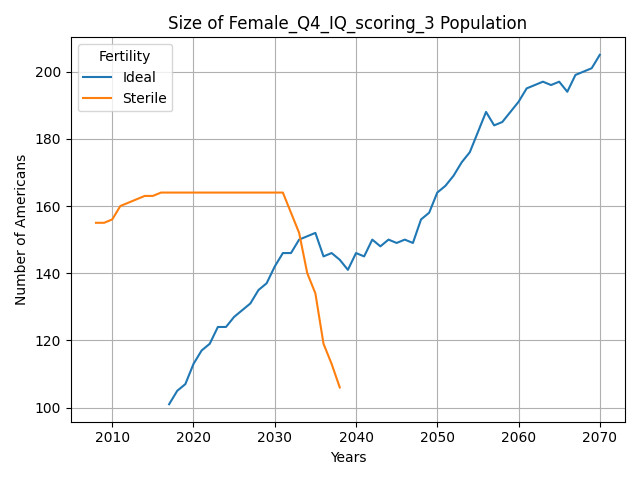 Size of Female_Q4_IQ_scoring_3 Population
Fertility
Ideal
Sterile
Number of Americans
200
180
160
140
120
100
2010 2020 2030 2040 2050 2060 2070
Years